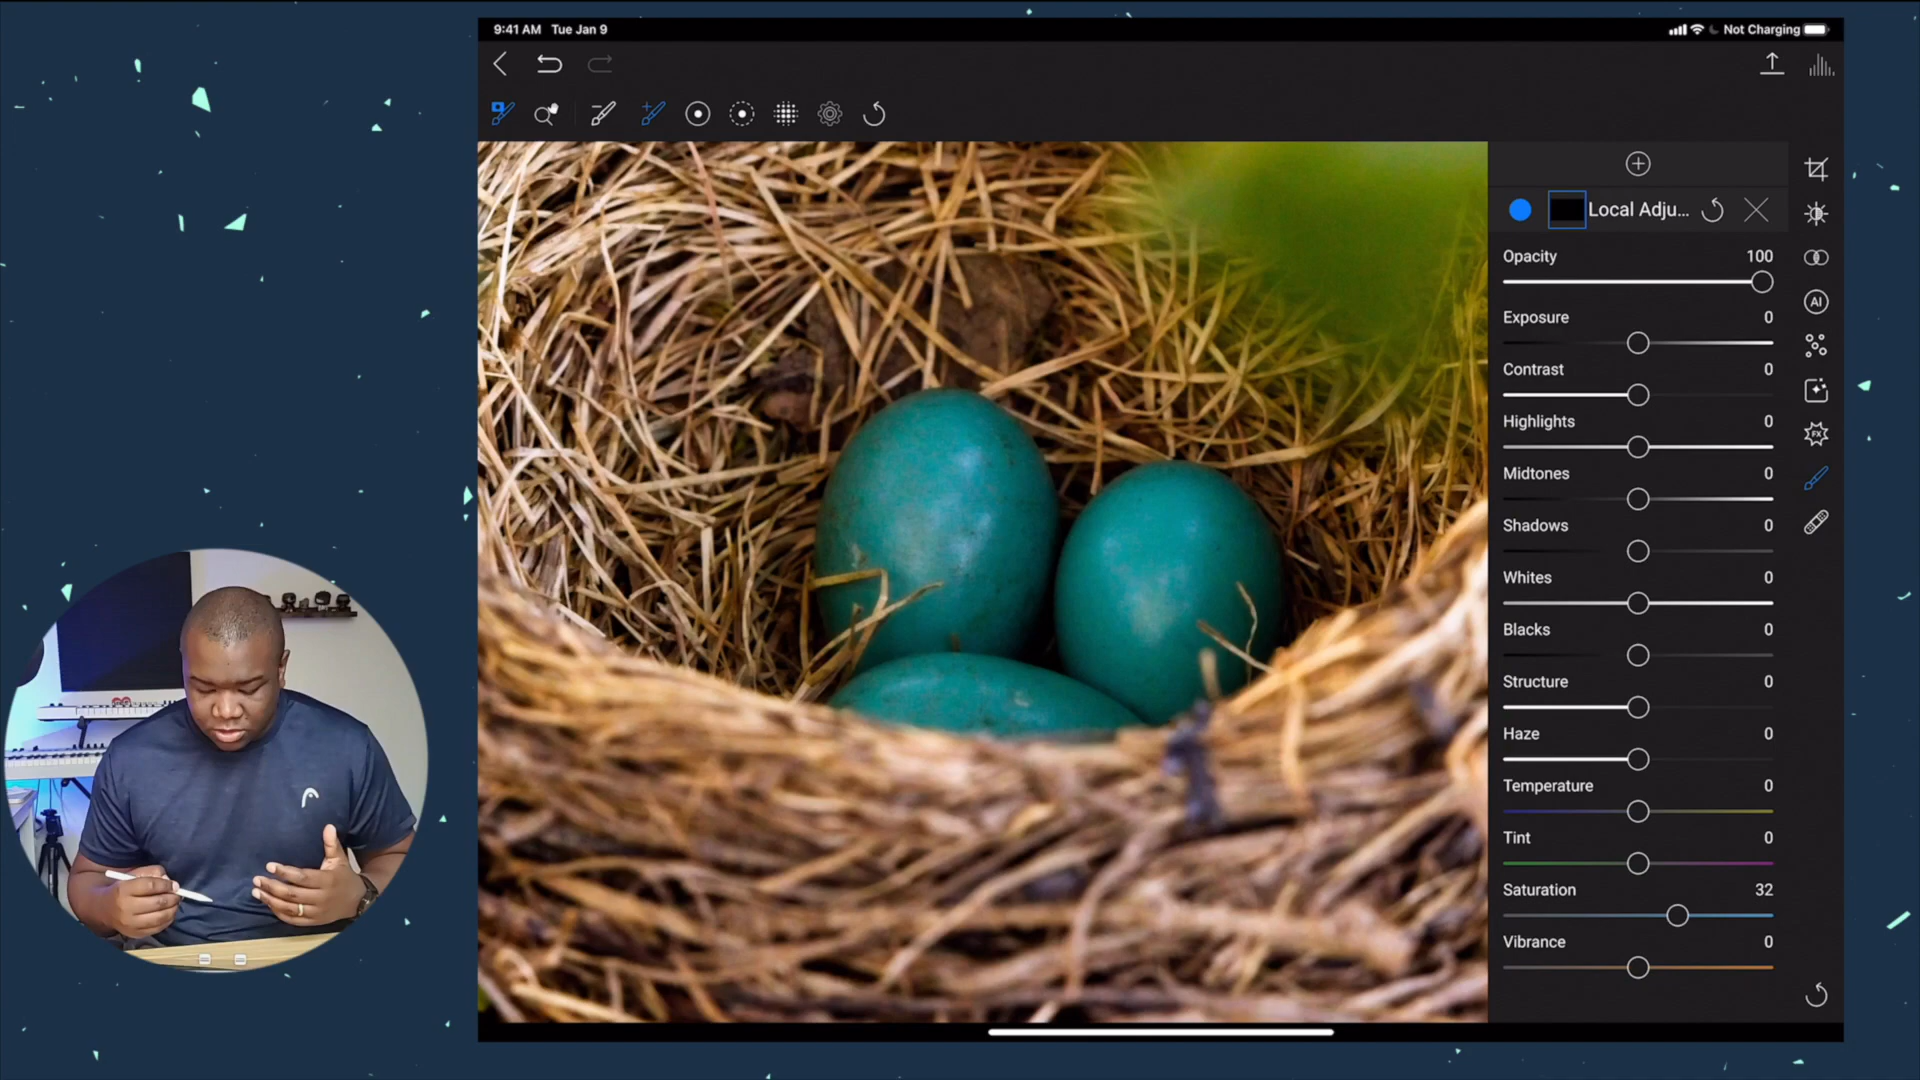 9:41 AM Tue Jan 9
Not Charging
Local Adju...
Opacity 100
Exposure 0
Contrast 0
Highlights 0
Midtones 0
Shadows 0
Whites 0
Blacks 0
Structure 0
Haze 0
Temperature 0
Tint 0
Saturation 32
Vibrance 0
AI
FX